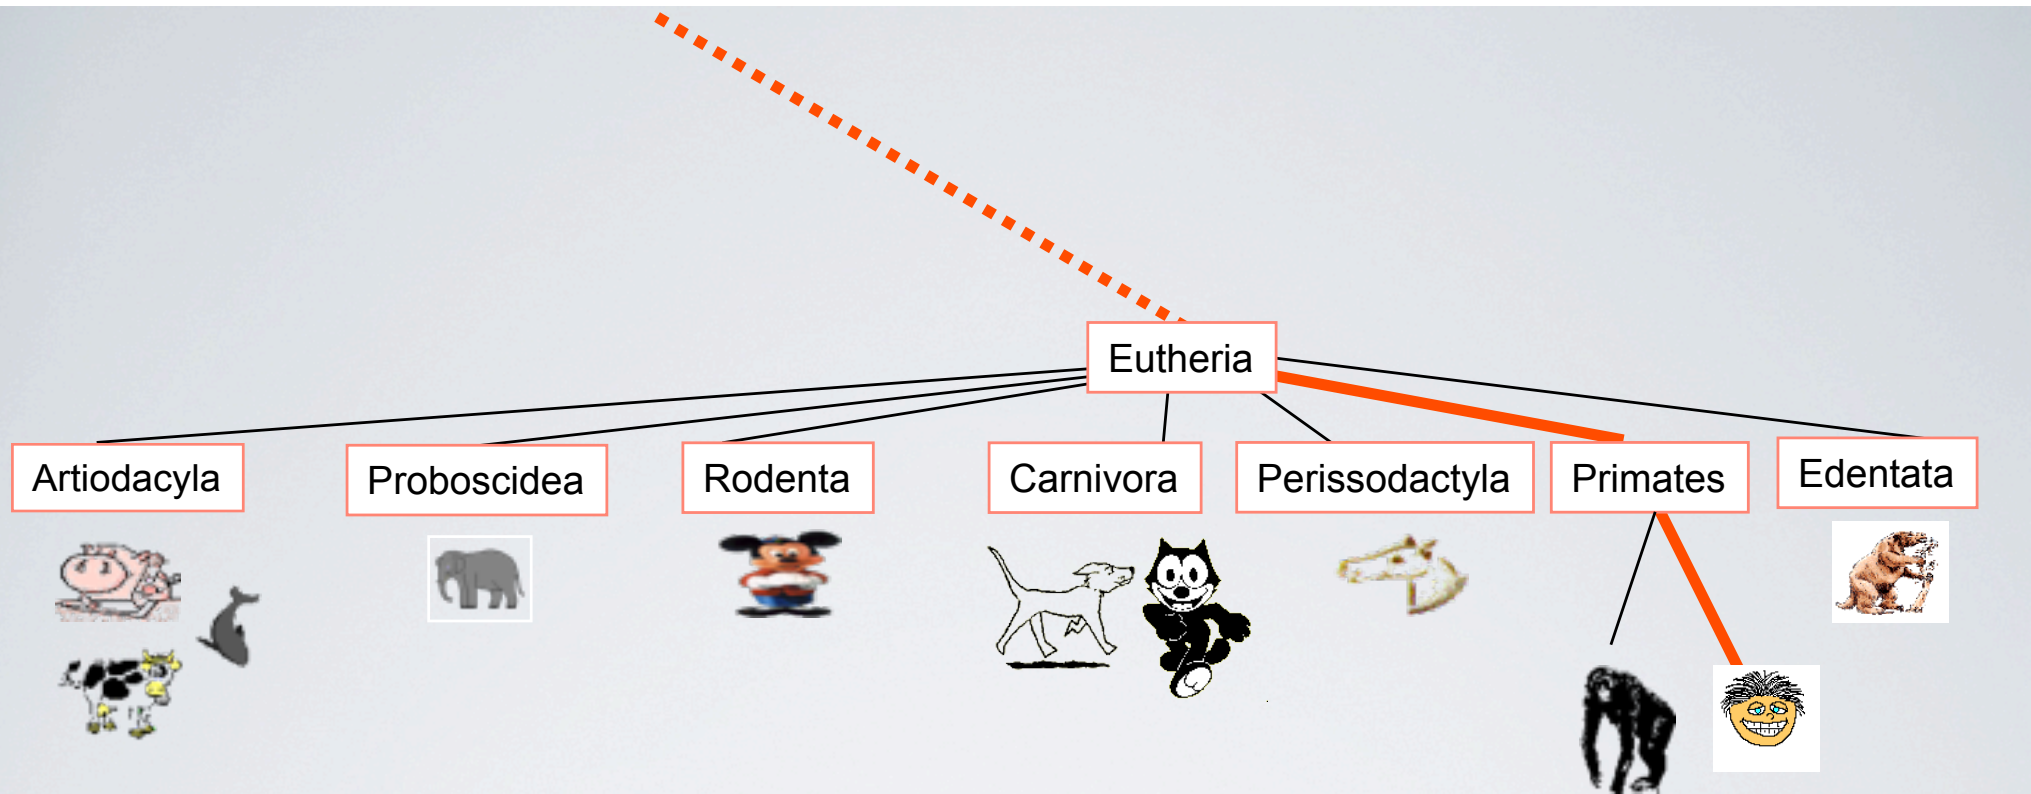 Eutheria
Artiodacyla
Proboscidea
Rodenta
Carnivora
Perissodactyla
Primates
Edentata